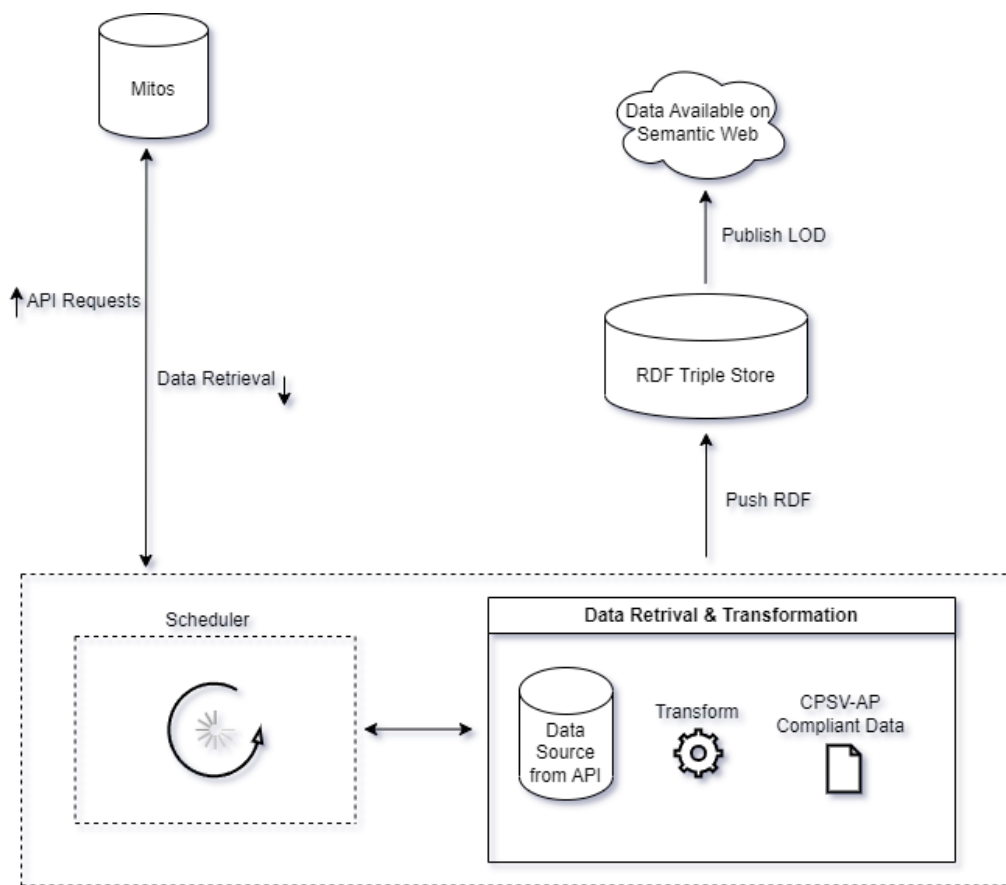 Mitos
Data Available on
Semantic Web
Publish LOD
API Requests
RDF Triple Store
Data Retrieval
Push RDF
Scheduler
Data Retrival & Transformation
Data
Source
from API
Transform
CPSV-AP
Compliant Data